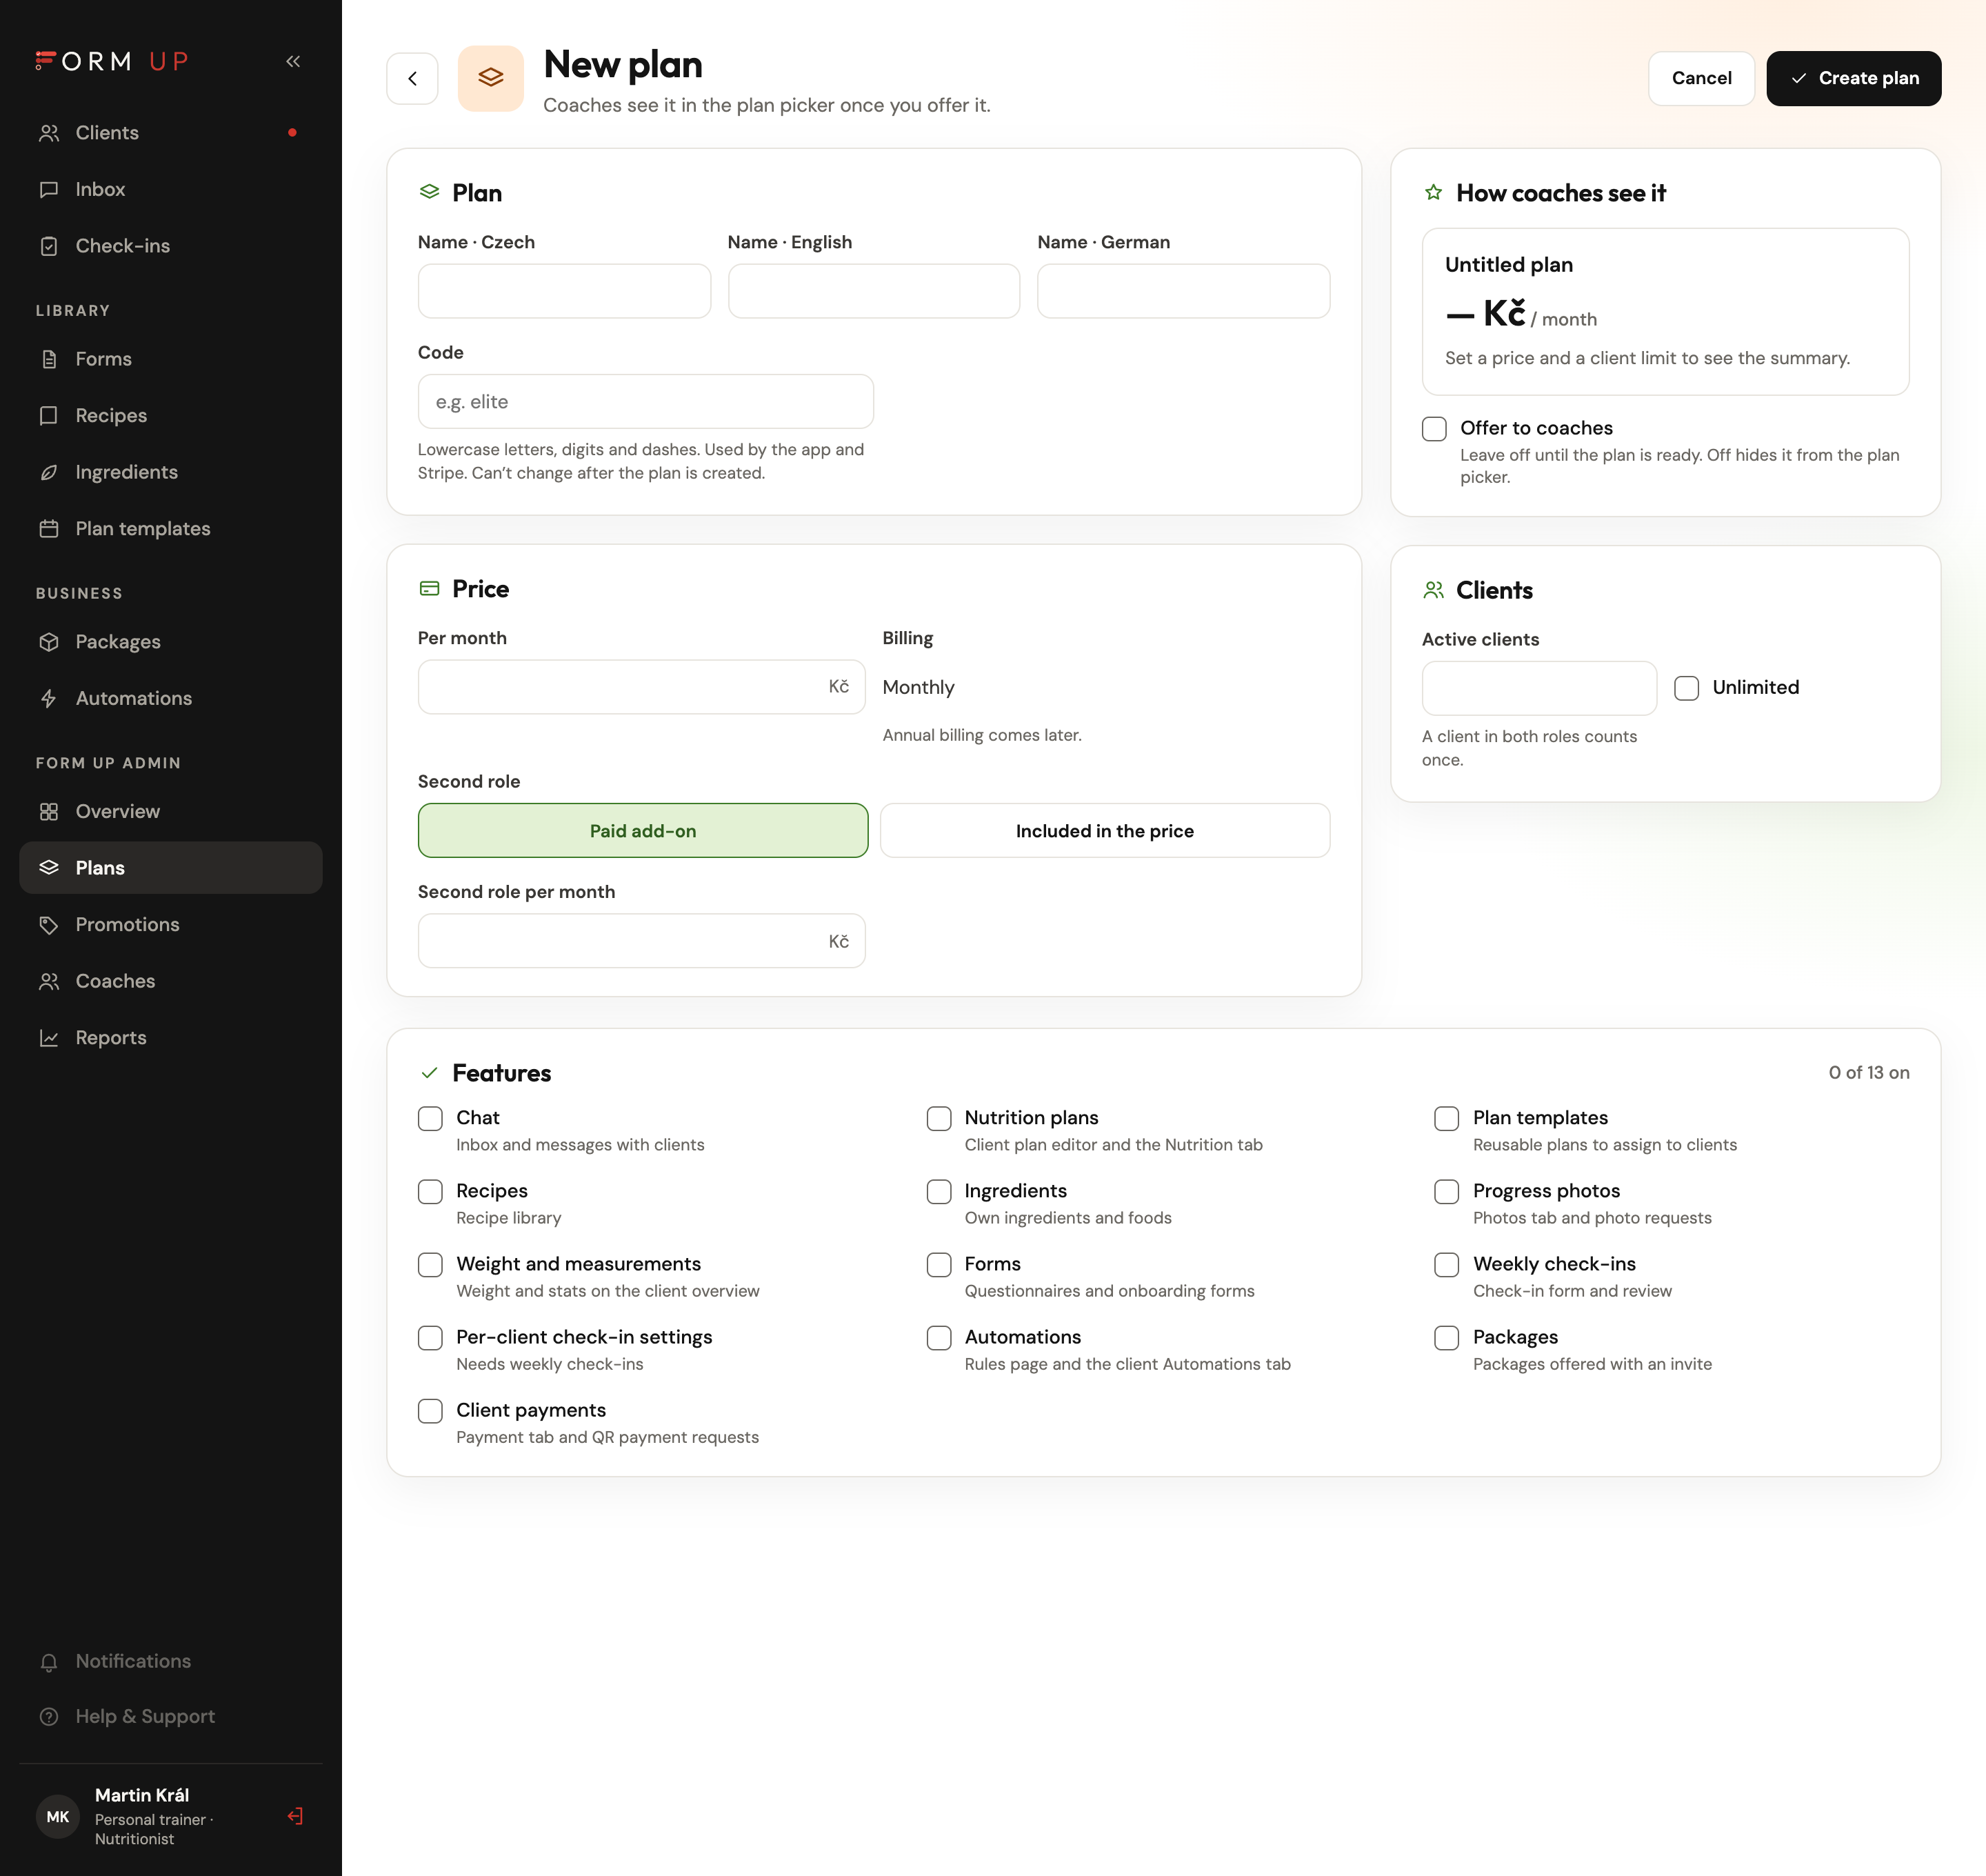 FORM UP
Clients
Inbox
Check-ins
LIBRARY
Forms
Recipes
Ingredients
Plan templates
BUSINESS
Packages
Automations
FORM UP ADMIN
Overview
Plans
Promotions
Coaches
Reports
Notifications
Help & Support
MK
Martin Král
Personal trainer ·
Nutritionist
New plan
Coaches see it in the plan picker once you offer it.
Cancel
Create plan
Plan
Name · Czech
Name · English
Name · German
Code
e.g. elite
Lowercase letters, digits and dashes. Used by the app and
Stripe. Can’t change after the plan is created.
How coaches see it
Untitled plan
— Kč / month
Set a price and a client limit to see the summary.
Offer to coaches
Leave off until the plan is ready. Off hides it from the plan
picker.
Price
Per month
Kč
Billing
Monthly
Annual billing comes later.
Second role
Paid add-on
Included in the price
Second role per month
Kč
Clients
Active clients
Unlimited
A client in both roles counts
once.
Features
0 of 13 on
Chat
Inbox and messages with clients
Nutrition plans
Client plan editor and the Nutrition tab
Plan templates
Reusable plans to assign to clients
Recipes
Recipe library
Ingredients
Own ingredients and foods
Progress photos
Photos tab and photo requests
Weight and measurements
Weight and stats on the client overview
Forms
Questionnaires and onboarding forms
Weekly check-ins
Check-in form and review
Per-client check-in settings
Needs weekly check-ins
Automations
Rules page and the client Automations tab
Packages
Packages offered with an invite
Client payments
Payment tab and QR payment requests